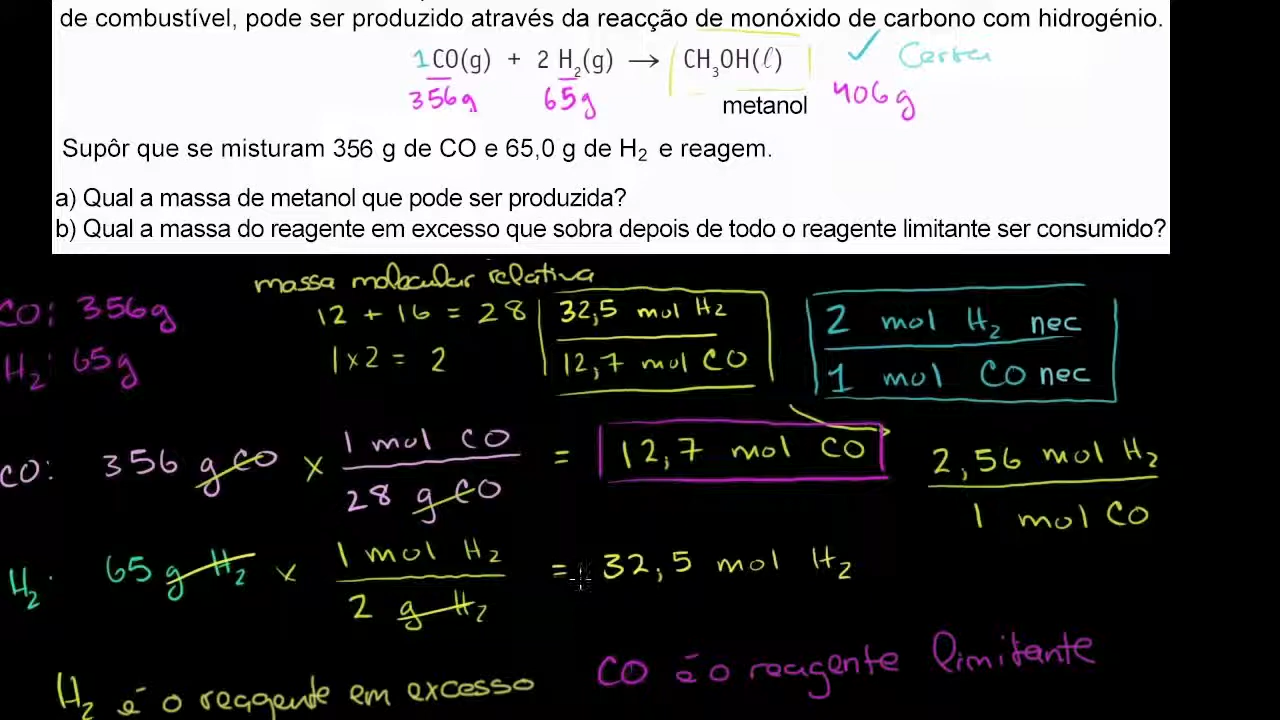 de combustível, pode ser produzido através da reacção de monóxido de carbono com hidrogénio.
1CO(g) + 2 H₂(g) → CH₃OH(ℓ) ✓ Certa
356g 65g metanol 406g
Supôr que se misturam 356 g de CO e 65,0 g de H₂ e reagem.
a) Qual a massa de metanol que pode ser produzida?
b) Qual a massa do reagente em excesso que sobra depois de todo o reagente limitante ser consumido?
massa molecular relativa
CO: 356g 12 + 16 = 28 32,5 mol H₂ 2 mol H₂ nec
H₂: 65g 1×2 = 2 12,7 mol CO 1 mol CO nec
CO: 356 g CO × 1 mol CO / 28 g CO = 12,7 mol CO 2,56 mol H₂ / 1 mol CO
H₂: 65 g H₂ × 1 mol H₂ / 2 g H₂ = 32,5 mol H₂
CO é o reagente limitante
H₂ é o reagente em excesso